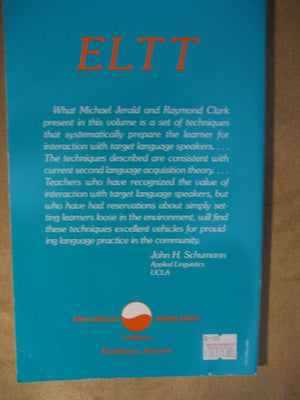 ELTT
What Michael Jerald and Raymond Clark
present in this volume is a set of techniques
that systematically prepare the learner for
interaction with target language speakers. . . .
The techniques described are consistent with
current second language acquisition theory. . . .
Teachers who have recognized the value of
interaction with target language speakers, but
who have had reservations about simply set-
ting learners loose in the environment, will find
these techniques excellent vehicles for provid-
ing language practice in the community.
John H. Schumann
Applied Linguistics
UCLA
Publishers
Brattleboro, Vermont